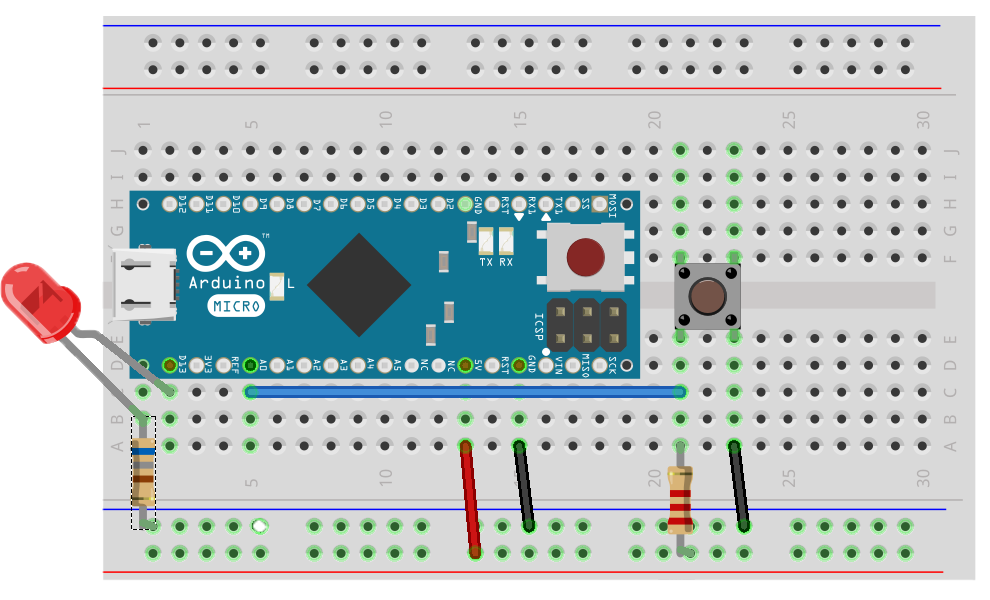 1 5 10 15 20 25 30
J J
I I
H H
G G
F F
D12 D11 D10 D9 D8 D7 D6 D5 D4 D3 D2 GND RST RX1 TX1 SS MOSI
TX RX
™
Arduino L
MICRO
ICSP
D13 3V3 REF A0 A1 A2 A3 A4 A5 NC NC 5V RST GND VIN MISO SCK
E E
D D
C C
B B
A A
5 10 15 20 25 30